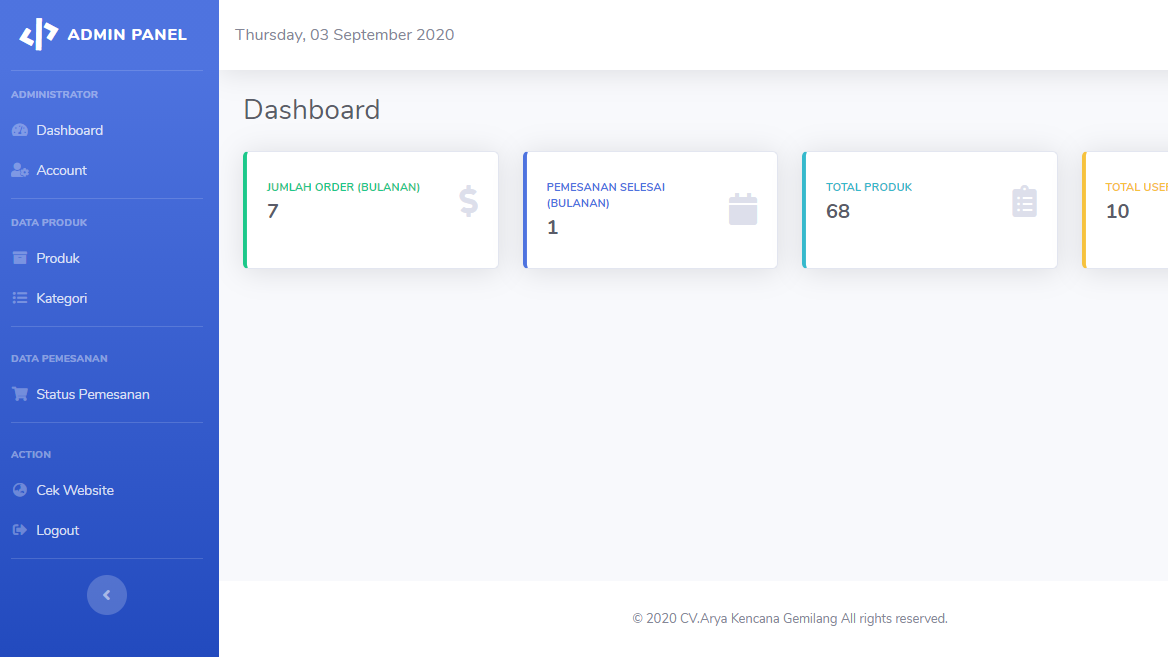 ADMIN PANEL
Thursday, 03 September 2020
ADMINISTRATOR
Dashboard
Account
DATA PRODUK
Produk
Kategori
DATA PEMESANAN
Status Pemesanan
ACTION
Cek Website
Logout
Dashboard
JUMLAH ORDER (BULANAN)
7
PEMESANAN SELESAI
(BULANAN)
1
TOTAL PRODUK
68
TOTAL USE
10
© 2020 CV.Arya Kencana Gemilang All rights reserved.